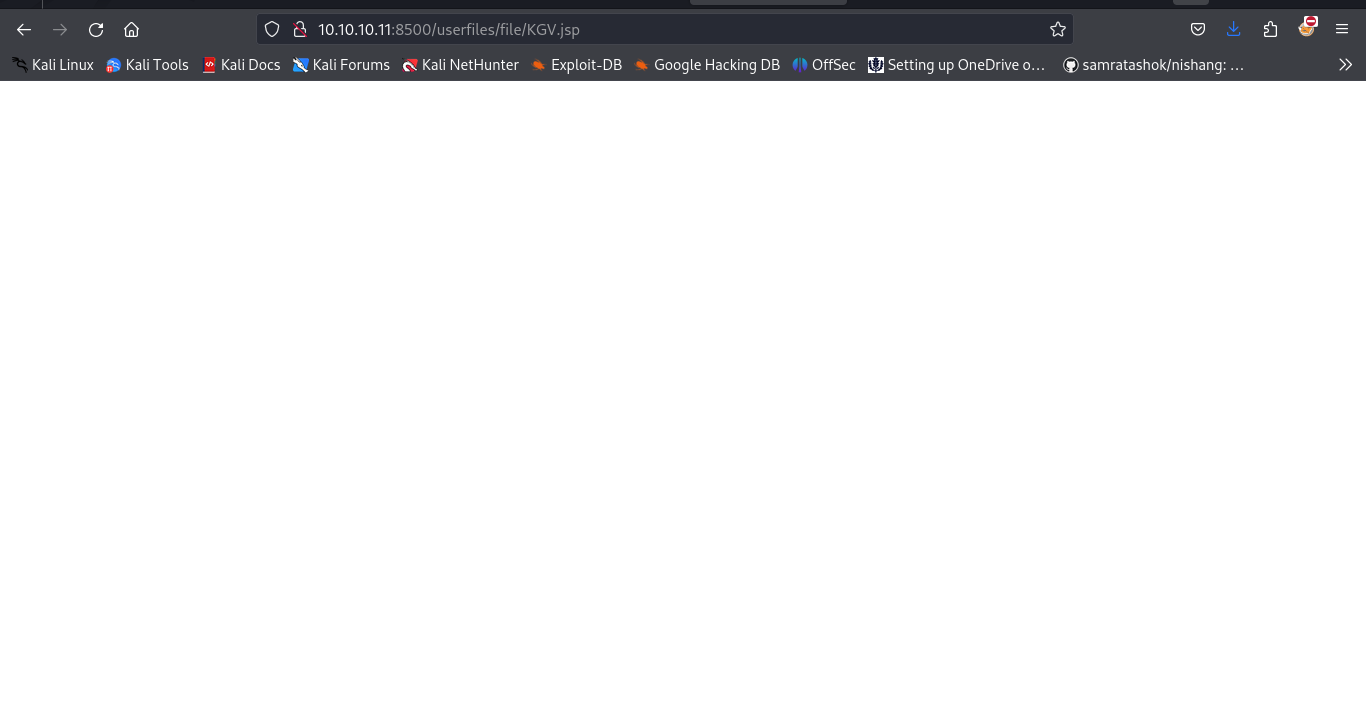 10.10.10.11:8500/userfiles/file/KGV.jsp
Kali Linux Kali Tools Kali Docs Kali Forums Kali NetHunter Exploit-DB Google Hacking DB OffSec Setting up OneDrive o… samratashok/nishang: …